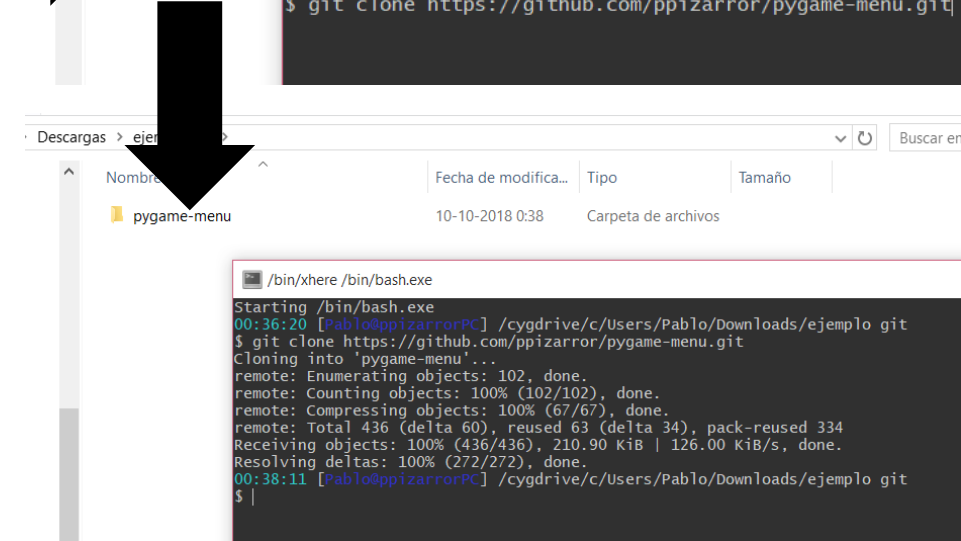 $ git clone https://github.com/ppizarror/pygame-menu.git
Descargas > ejem >
Buscar en
Nombre
Fecha de modifica...
Tipo
Tamaño
pygame-menu
10-10-2018 0:38
Carpeta de archivos
/bin/xhere /bin/bash.exe
Starting /bin/bash.exe
00:36:20 [Pablo@ppizarrorPC] /cygdrive/c/Users/Pablo/Downloads/ejemplo git
$ git clone https://github.com/ppizarror/pygame-menu.git
Cloning into 'pygame-menu'...
remote: Enumerating objects: 102, done.
remote: Counting objects: 100% (102/102), done.
remote: Compressing objects: 100% (67/67), done.
remote: Total 436 (delta 60), reused 63 (delta 34), pack-reused 334
Receiving objects: 100% (436/436), 210.90 KiB | 126.00 KiB/s, done.
Resolving deltas: 100% (272/272), done.
00:38:11 [Pablo@ppizarrorPC] /cygdrive/c/Users/Pablo/Downloads/ejemplo git
$